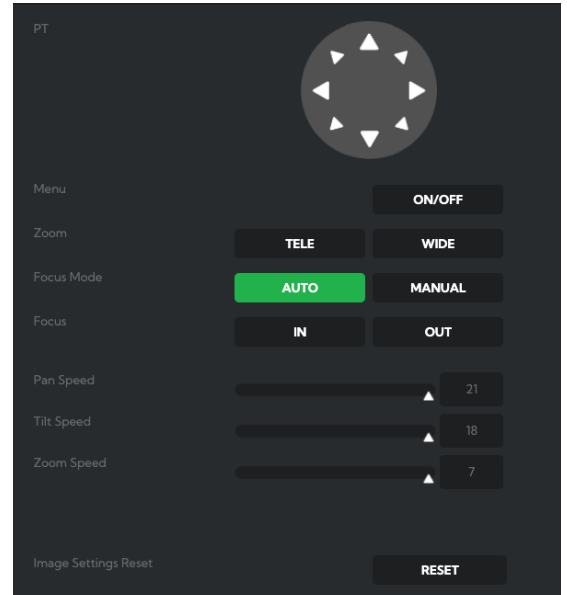 PT
Menu ON/OFF
Zoom TELE WIDE
Focus Mode AUTO MANUAL
Focus IN OUT
Pan Speed 21
Tilt Speed 18
Zoom Speed 7
Image Settings Reset RESET